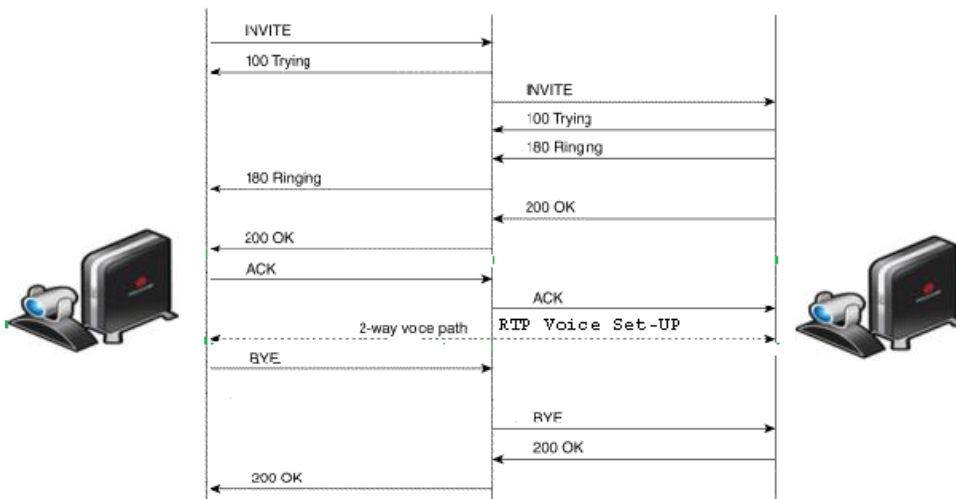 INVITE
100 Trying
INVITE
100 Trying
180 Ringng
180 Ringing
200 OK
200 OK
ACK
ACK
2-way voce path
RTP Voice Set-UP
BYE
BYE
200 OK
200 OK